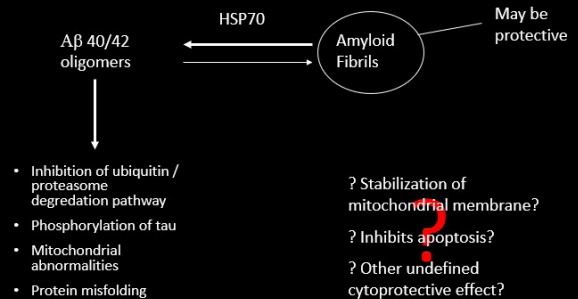 HSP70
May be
protective
Aβ 40/42
oligomers
Amyloid
Fibrils
• Inhibition of ubiquitin /
proteasome
degredation pathway
• Phosphorylation of tau
• Mitochondrial
abnormalities
• Protein misfolding
? Stabilization of
mitochondrial membrane?
? Inhibits apoptosis?
? Other undefined
cytoprotective effect?
?